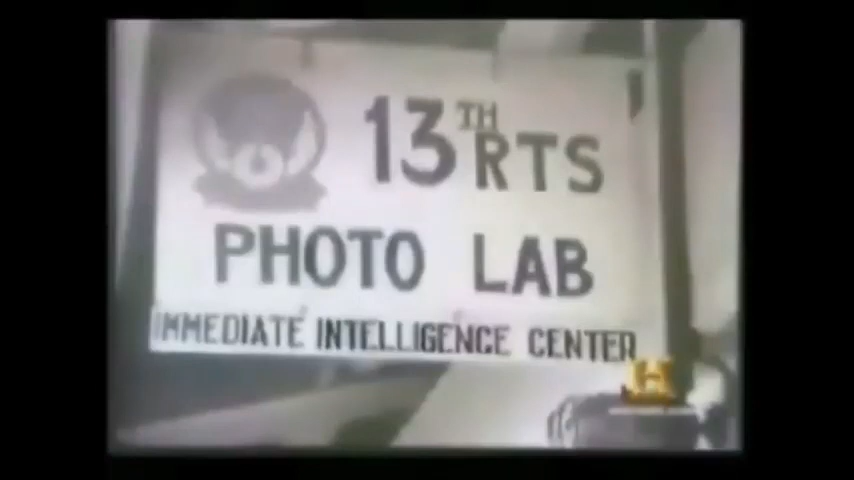 13TH RTS
PHOTO LAB
IMMEDIATE INTELLIGENCE CENTER
H